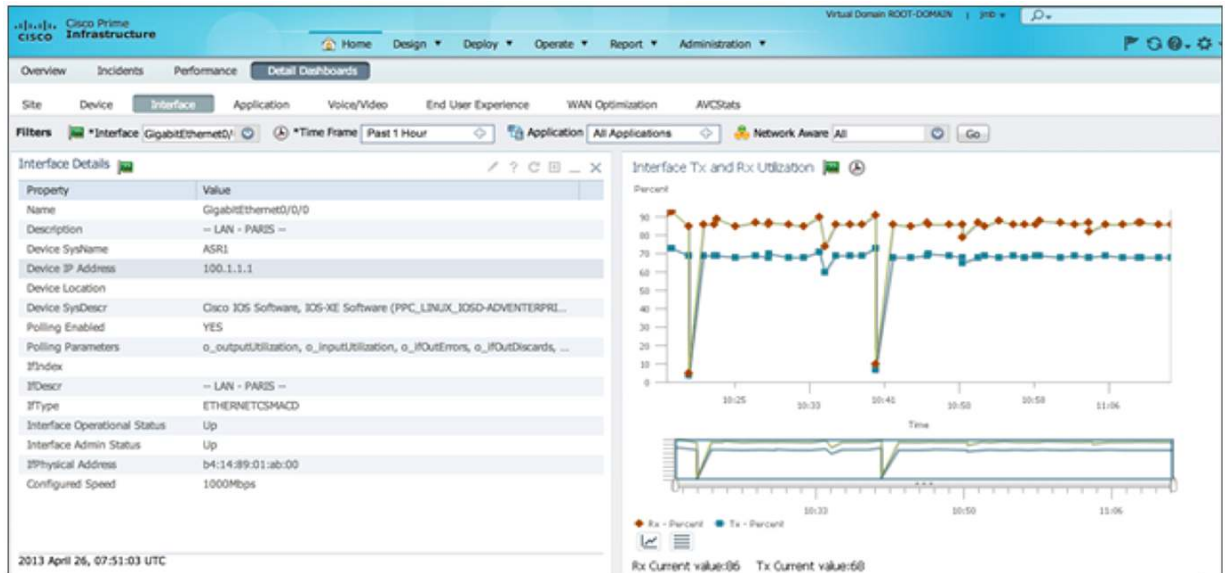 Virtual Domain ROOT-DOMAIN | jmb
cisco Cisco Prime Infrastructure
Home Design Deploy Operate Report Administration
Overview Incidents Performance Detail Dashboards
Site Device Interface Application Voice/Video End User Experience WAN Optimization AVCStats
Filters *Interface GigabitEthernet0/ *Time Frame Past 1 Hour Application All Applications Network Aware All Go
Interface Details
Property Value
Name GigabitEthernet0/0/0
Description -- LAN - PARIS --
Device SysName ASR1
Device IP Address 100.1.1.1
Device Location
Device SysDescr Cisco IOS Software, IOS-XE Software (PPC_LINUX_IOSD-ADVENTERPRI...
Polling Enabled YES
Polling Parameters o_outputUtilization, o_inputUtilization, o_ifOutErrors, o_ifOutDiscards, ...
IfIndex
IfDescr -- LAN - PARIS --
IfType ETHERNETCSMACD
Interface Operational Status Up
Interface Admin Status Up
IfPhysical Address b4:14:89:01:ab:00
Configured Speed 1000Mbps
2013 April 26, 07:51:03 UTC
Interface Tx and Rx Utilization
Percent
90
80
70
60
50
40
30
20
10
0
10:25 10:33 10:41 10:50 10:58 11:06
Time
10:33 10:50 11:06
Rx - Percent Tx - Percent
Rx Current value:86 Tx Current value:68